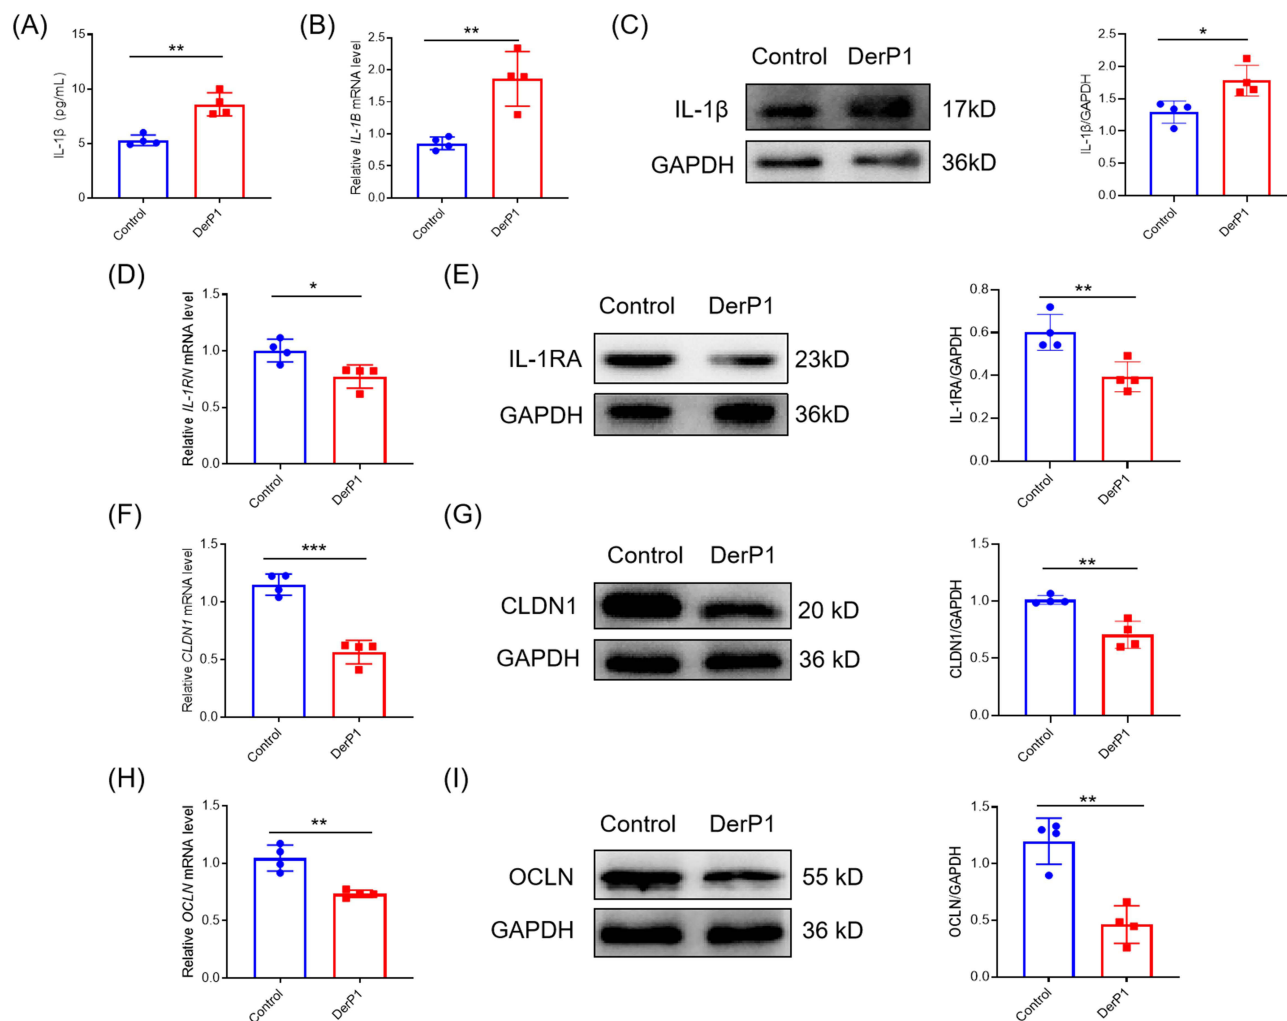 (A)
**
IL-1β (pg/mL)
15
10
5
0
Control
DerP1
(B)
**
Relative IL-1B mRNA level
2.5
2.0
1.5
1.0
0.5
0.0
Control
DerP1
(C)
Control DerP1
IL-1β 17kD
GAPDH 36kD
*
IL-1β/GAPDH
2.5
2.0
1.5
1.0
0.5
0.0
Control
DerP1
(D)
*
Relative IL-1RN mRNA level
1.5
1.0
0.5
0.0
Control
DerP1
(E)
Control DerP1
IL-1RA 23kD
GAPDH 36kD
**
IL-1RA/GAPDH
0.8
0.6
0.4
0.2
0.0
Control
DerP1
(F)
***
Relative CLDN1 mRNA level
1.5
1.0
0.5
0.0
Control
DerP1
(G)
Control DerP1
CLDN1 20 kD
GAPDH 36 kD
**
CLDN1/GAPDH
1.5
1.0
0.5
0.0
Control
DerP1
(H)
**
Relative OCLN mRNA level
1.5
1.0
0.5
0.0
Control
DerP1
(I)
Control DerP1
OCLN 55 kD
GAPDH 36 kD
**
OCLN/GAPDH
1.5
1.0
0.5
0.0
Control
DerP1